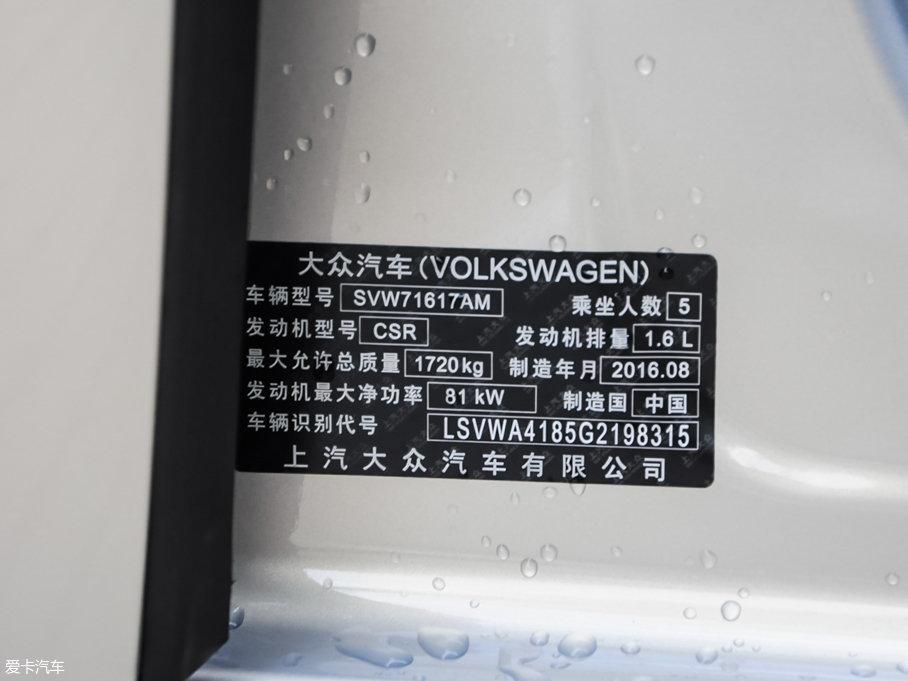 大众汽车(VOLKSWAGEN)
车辆型号 SVW71617AM 乘坐人数 5
发动机型号 CSR 发动机排量 1.6 L
最大允许总质量 1720kg 制造年月 2016.08
发动机最大净功率 81 kW 制造国 中国
车辆识别代号 LSVWA4185G2198315
上汽大众汽车有限公司
爱卡汽车